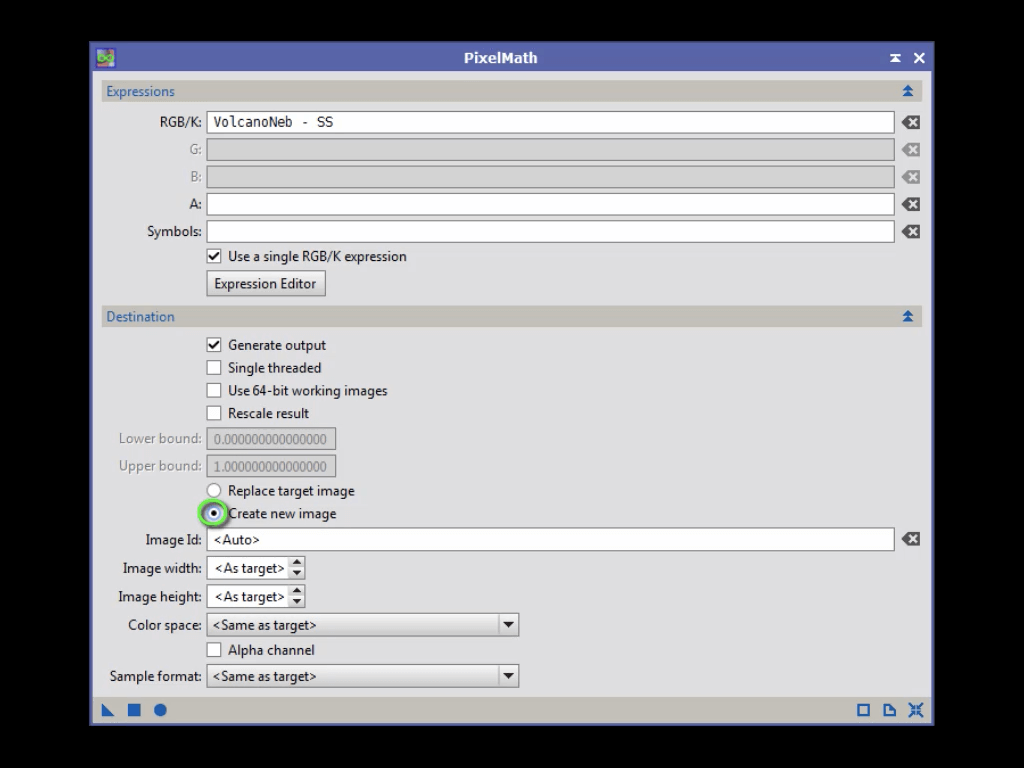 PixelMath
Expressions
RGB/K: VolcanoNeb - SS
G:
B:
A:
Symbols:
Use a single RGB/K expression
Expression Editor
Destination
Generate output
Single threaded
Use 64-bit working images
Rescale result
Lower bound: 0.000000000000000
Upper bound: 1.000000000000000
Replace target image
Create new image
Image Id: <Auto>
Image width: <As target>
Image height: <As target>
Color space: <Same as target>
Alpha channel
Sample format: <Same as target>